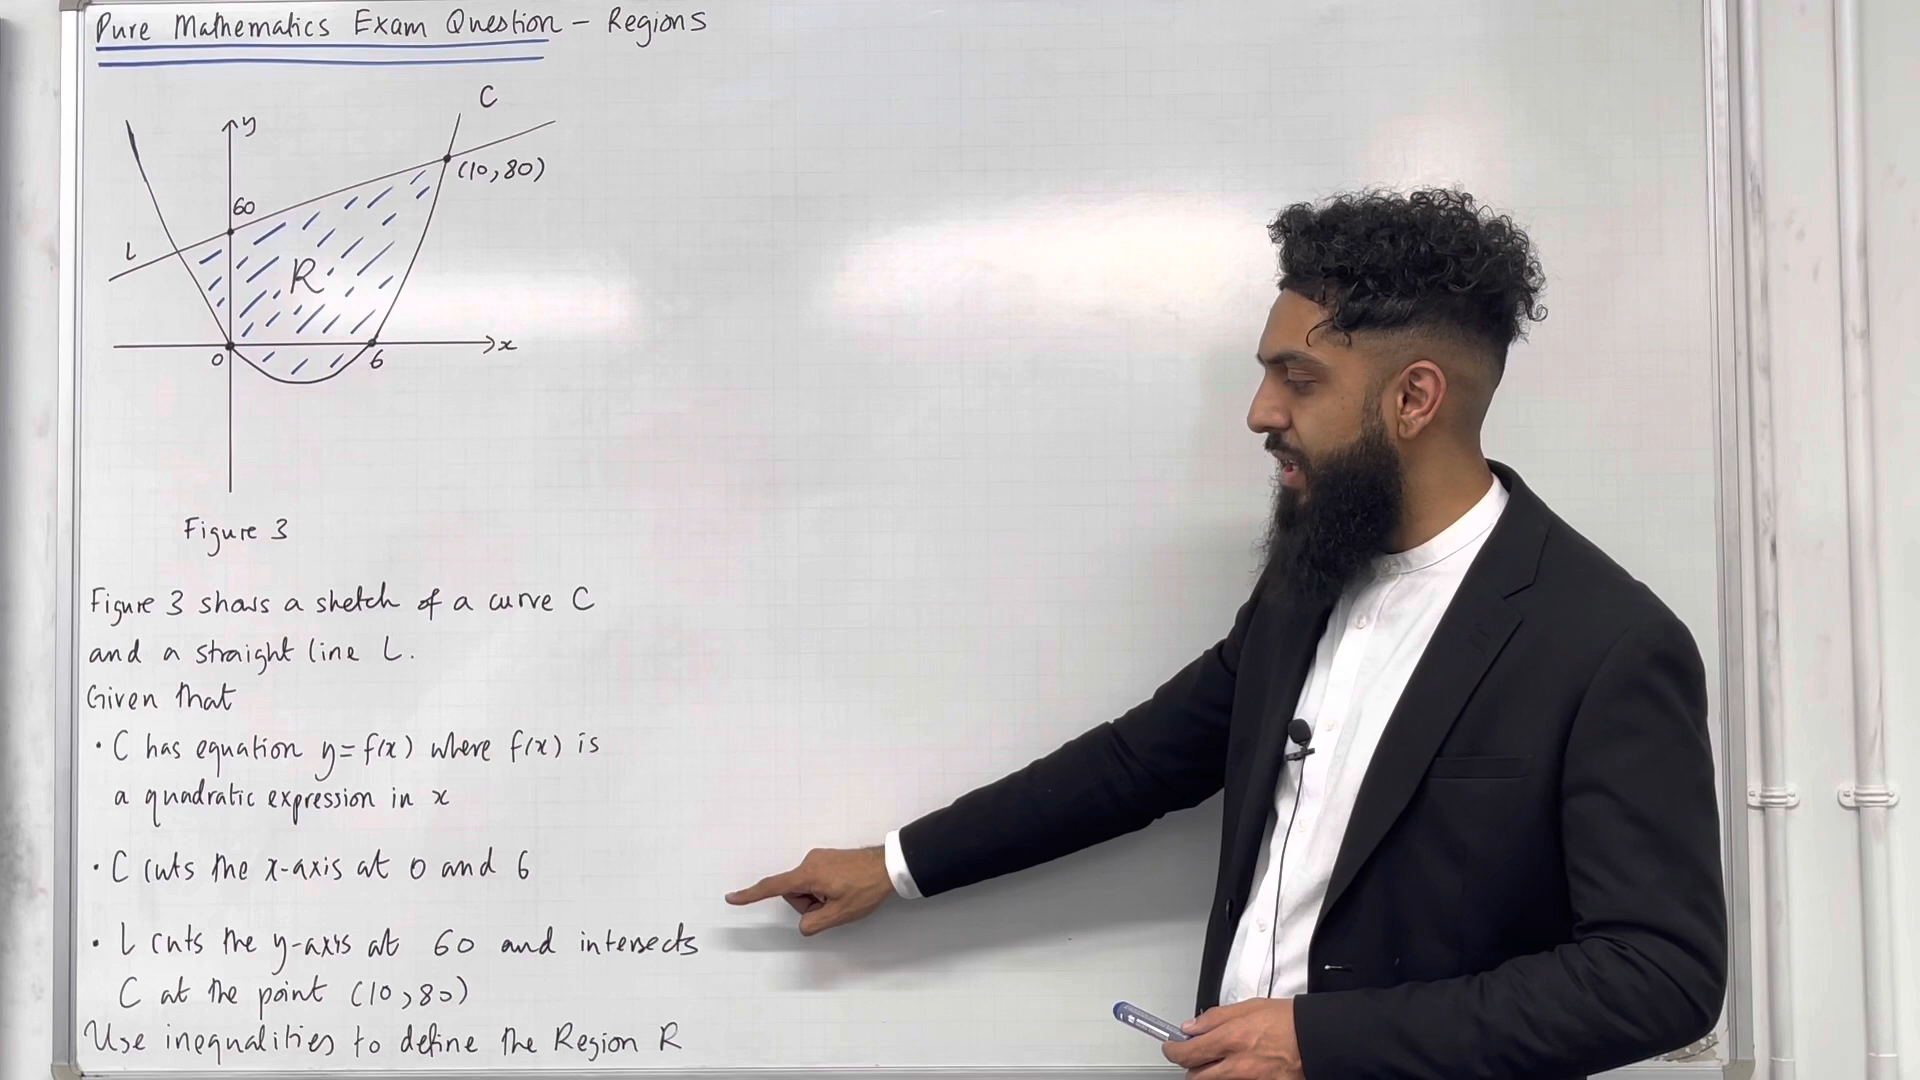 Pure Mathematics Exam Question – Regions
C
y
(10,80)
60
L
R
x
0
6
Figure 3
Figure 3 shows a sketch of a curve C
and a straight line L.
Given that
• C has equation y=f(x) where f(x) is
a quadratic expression in x
• C cuts the x-axis at 0 and 6
• L cuts the y-axis at 60 and intersects
C at the point (10,80)
Use inequalities to define the Region R